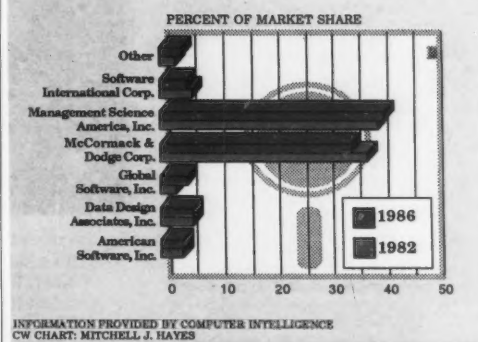 PERCENT OF MARKET SHARE
Other
Software
International Corp.
Management Science
America, Inc.
McCormack &
Dodge Corp.
Global
Software, Inc.
Data Design
Associates, Inc.
American
Software, Inc.
1986
1982
0 10 20 30 40 50
INFORMATION PROVIDED BY COMPUTER INTELLIGENCE
CW CHART: MITCHELL J. HAYES